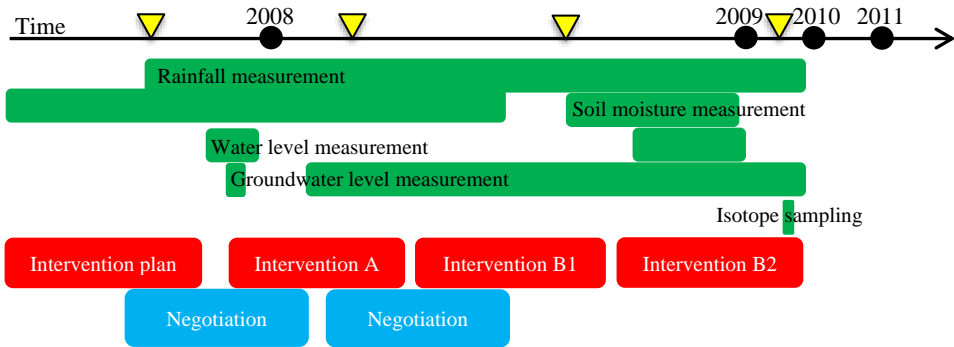 Time
2008
2009
2010
2011
Rainfall measurement
Soil moisture measurement
Water level measurement
Groundwater level measurement
Isotope sampling
Intervention plan
Intervention A
Intervention B1
Intervention B2
Negotiation
Negotiation